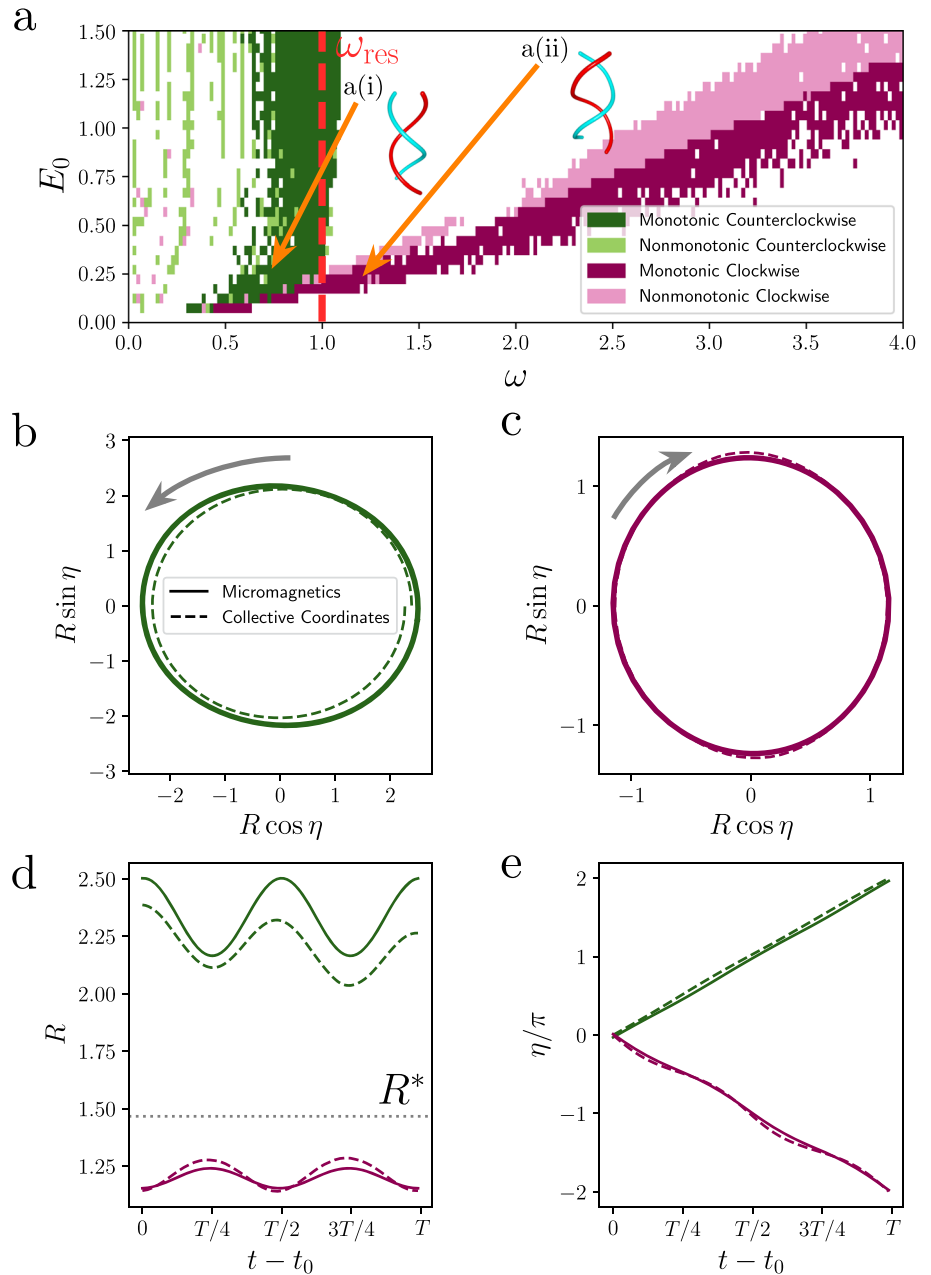 a
1.50
1.25
1.00
0.75
0.50
0.25
0.00
E₀
ω_res
a(i)
a(ii)
Monotonic Counterclockwise
Nonmonotonic Counterclockwise
Monotonic Clockwise
Nonmonotonic Clockwise
0.0 0.5 1.0 1.5 2.0 2.5 3.0 3.5 4.0
ω
b
3
2
1
0
−1
−2
−3
R sin η
Micromagnetics
Collective Coordinates
−2 −1 0 1 2
R cos η
c
1
0
−1
R sin η
−1 0 1
R cos η
d
2.50
2.25
2.00
1.75
1.50
1.25
R
R*
0 T/4 T/2 3T/4 T
t − t₀
e
2
1
0
−1
−2
η/π
0 T/4 T/2 3T/4 T
t − t₀